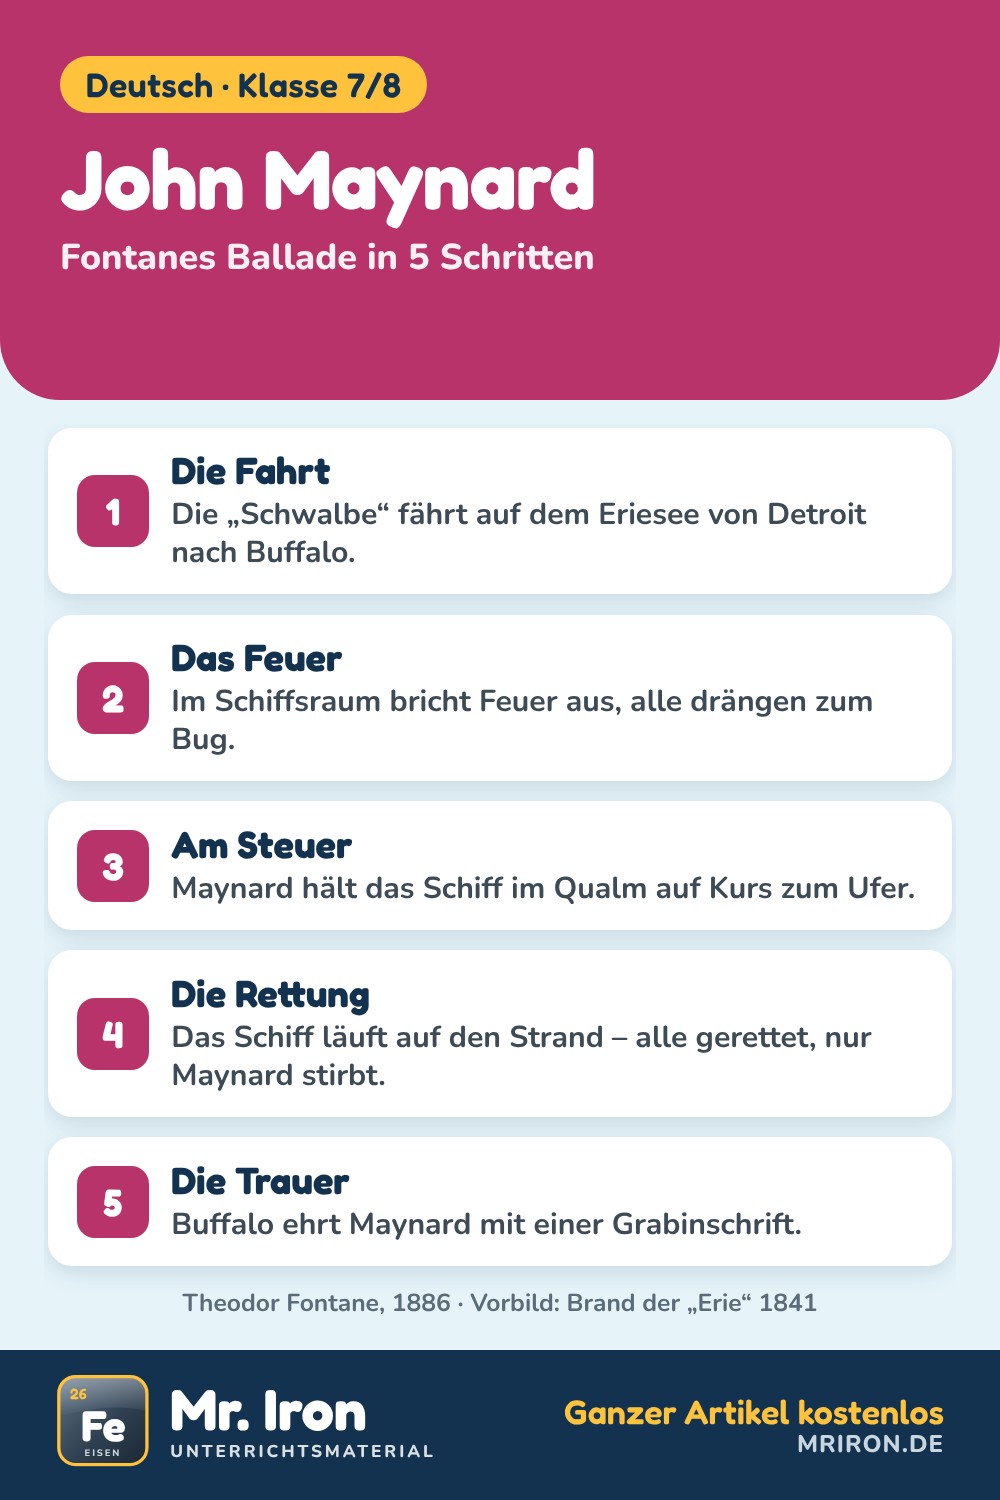 Deutsch · Klasse 7/8
John Maynard
Fontanes Ballade in 5 Schritten
1
Die Fahrt
Die „Schwalbe“ fährt auf dem Eriesee von Detroit
nach Buffalo.
2
Das Feuer
Im Schiffsraum bricht Feuer aus, alle drängen zum
Bug.
3
Am Steuer
Maynard hält das Schiff im Qualm auf Kurs zum Ufer.
4
Die Rettung
Das Schiff läuft auf den Strand – alle gerettet, nur
Maynard stirbt.
5
Die Trauer
Buffalo ehrt Maynard mit einer Grabinschrift.
Theodor Fontane, 1886 · Vorbild: Brand der „Erie“ 1841
26
Fe
EISEN
Mr. Iron
UNTERRICHTSMATERIAL
Ganzer Artikel kostenlos
MRIRON.DE